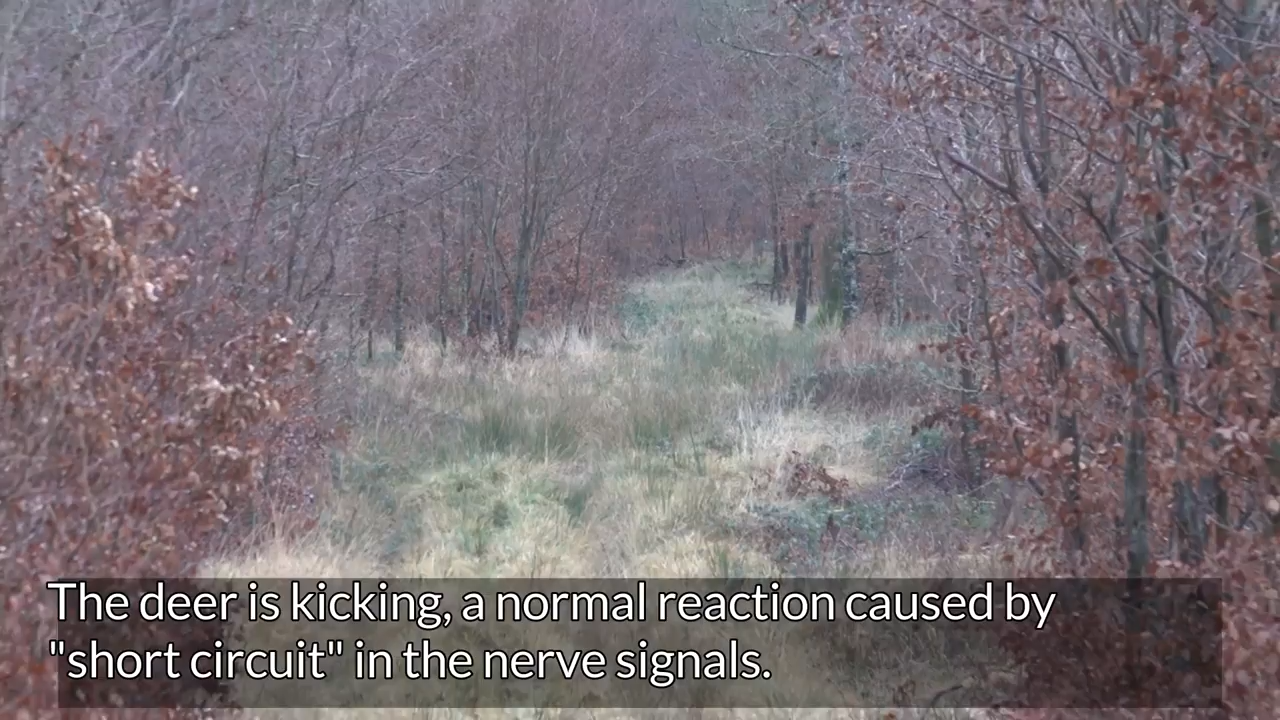 The deer is kicking, a normal reaction caused by
"short circuit" in the nerve signals.